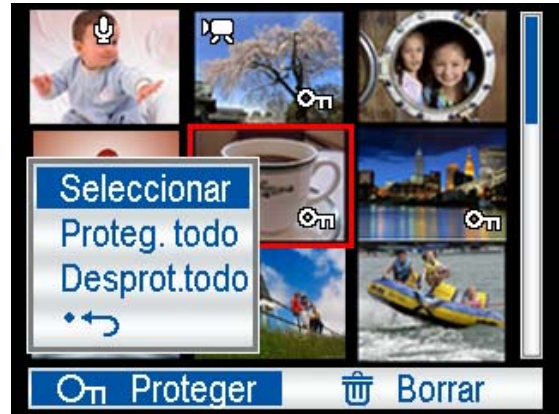 Seleccionar
Proteg. todo
Desprot.todo
Proteger
Borrar